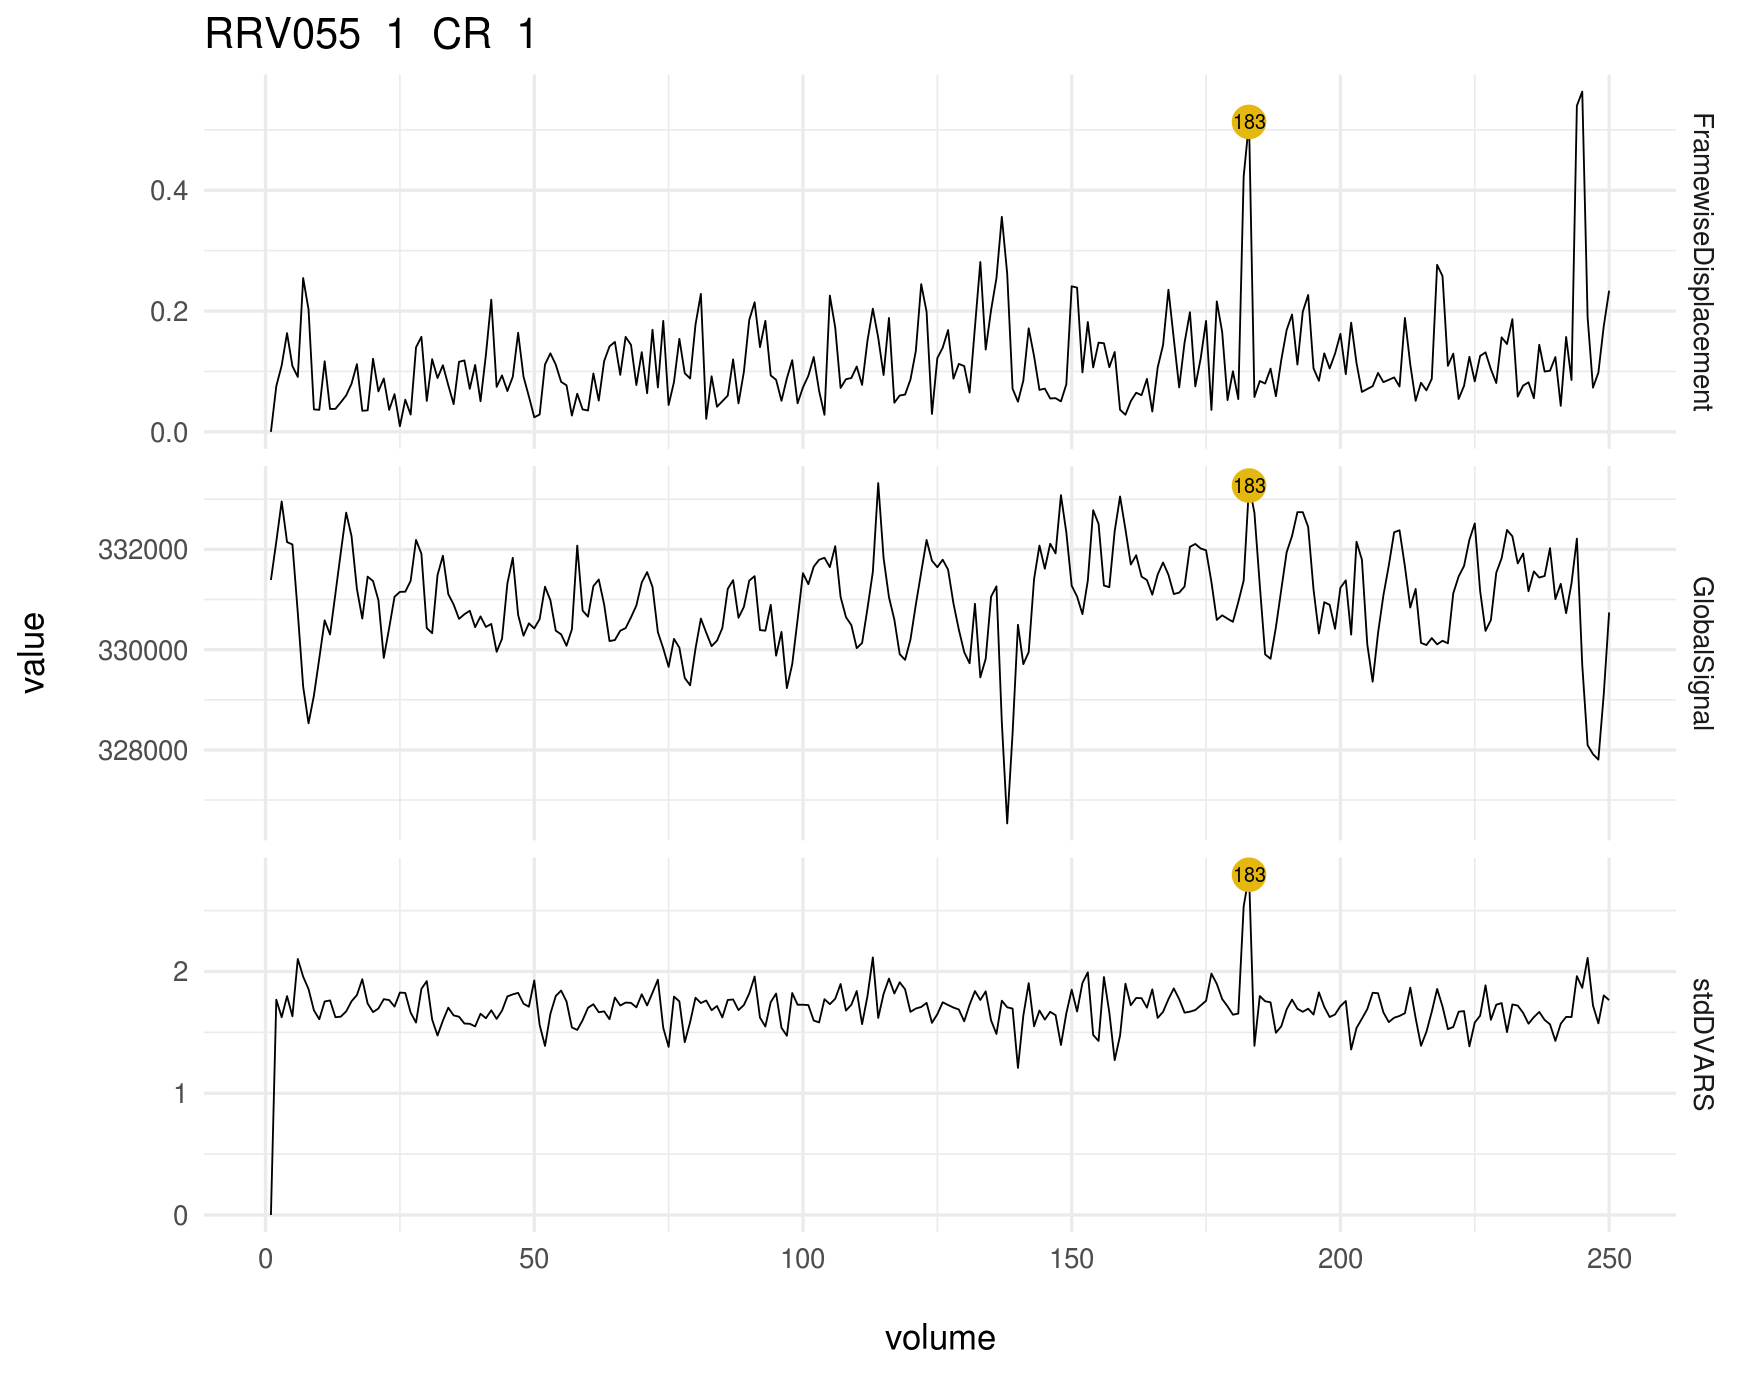 RRV055 1 CR 1
183
0.4
0.2
0.0
FramewiseDisplacement
183
332000
330000
328000
GlobalSignal
value
183
2
1
0
stdDVARS
0 50 100 150 200 250
volume